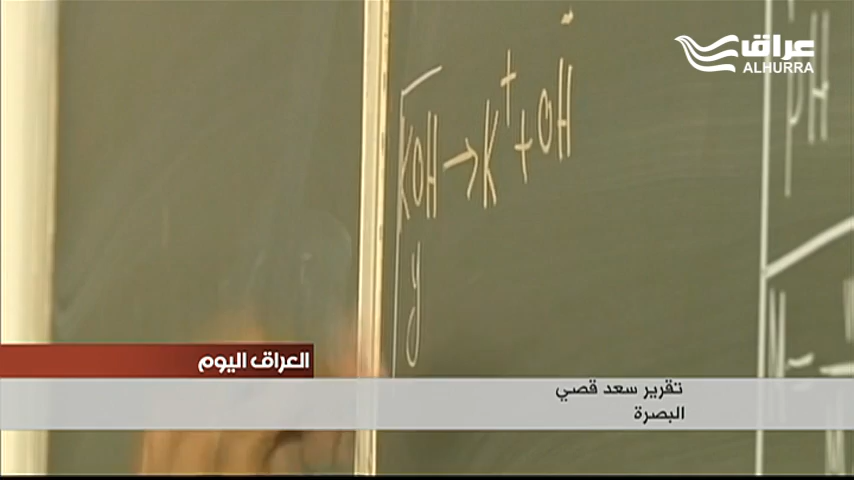 عراق
ALHURRA
KOH → K⁺ + OH⁻
y
pH
العراق اليوم
تقرير سعد قصي
البصرة